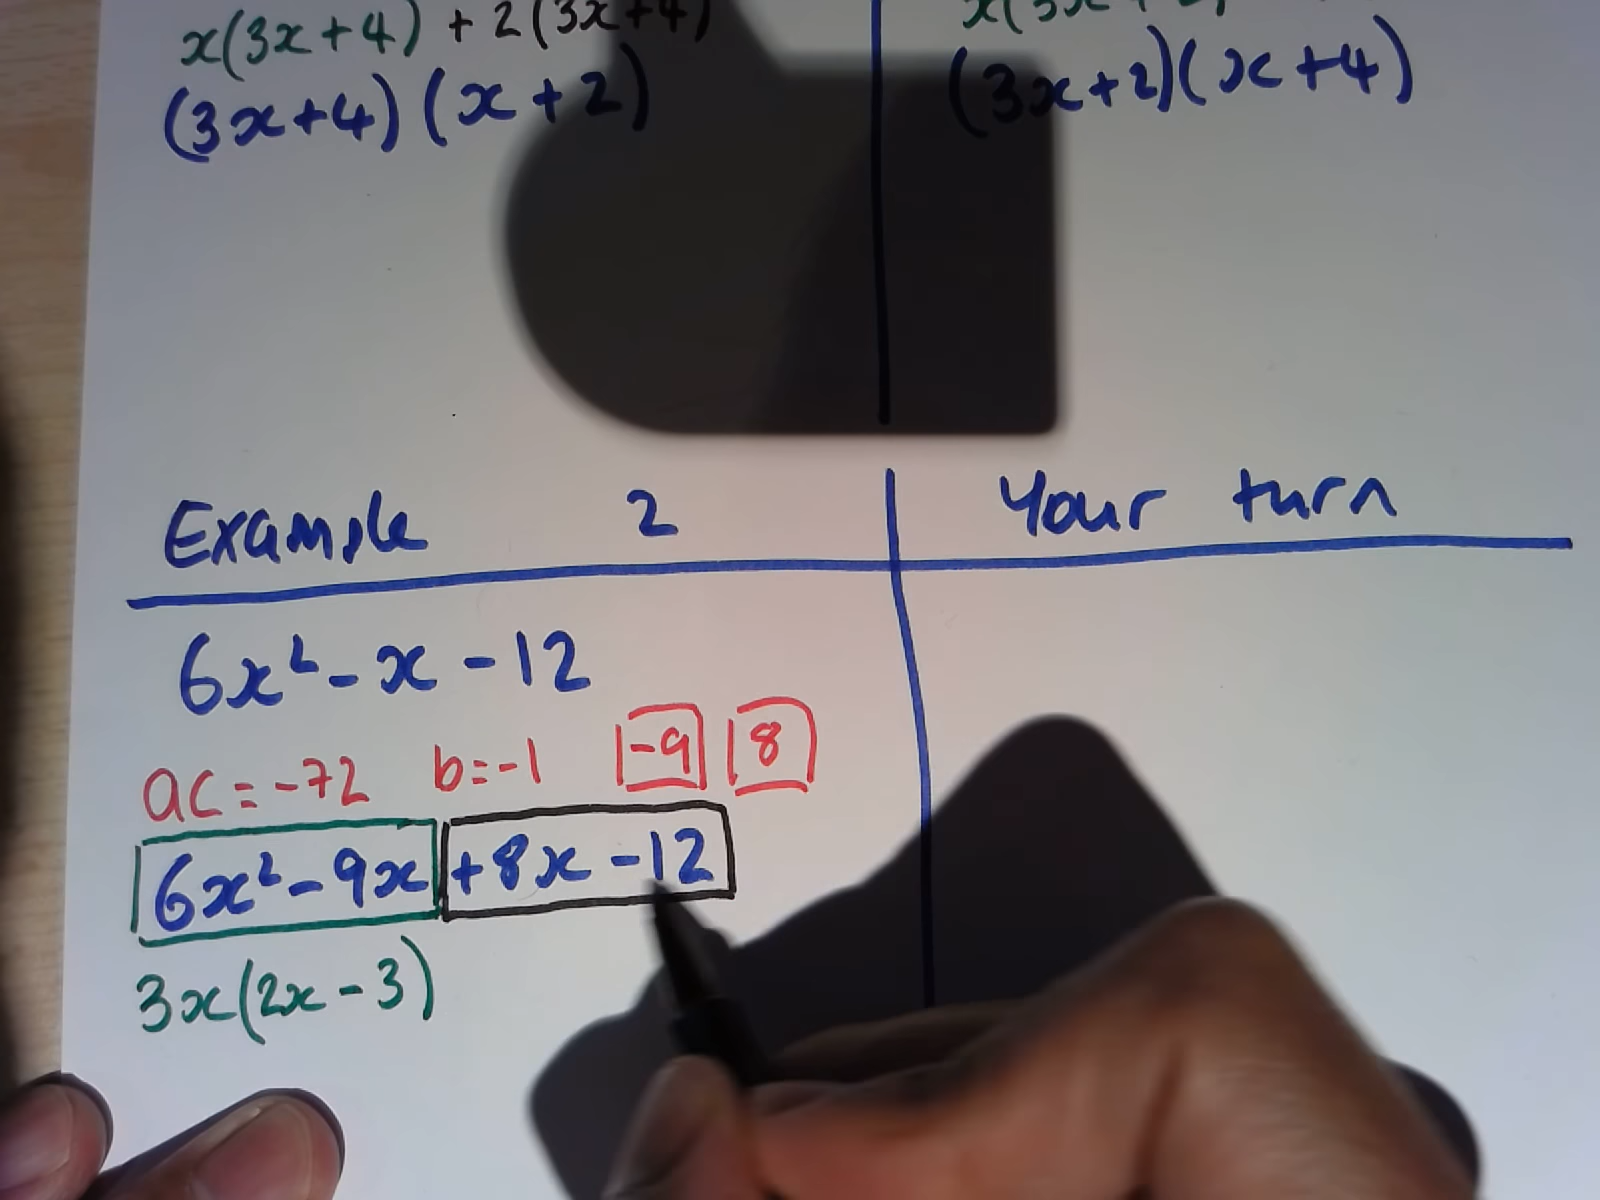 x(3x+4) + 2(3x+4)
(3x+4)(x+2)
(3x+2)(x+4)
Example 2
Your turn
6x² - x - 12
ac = -72 b = -1 -9 8
6x² - 9x +8x - 12
3x(2x - 3)